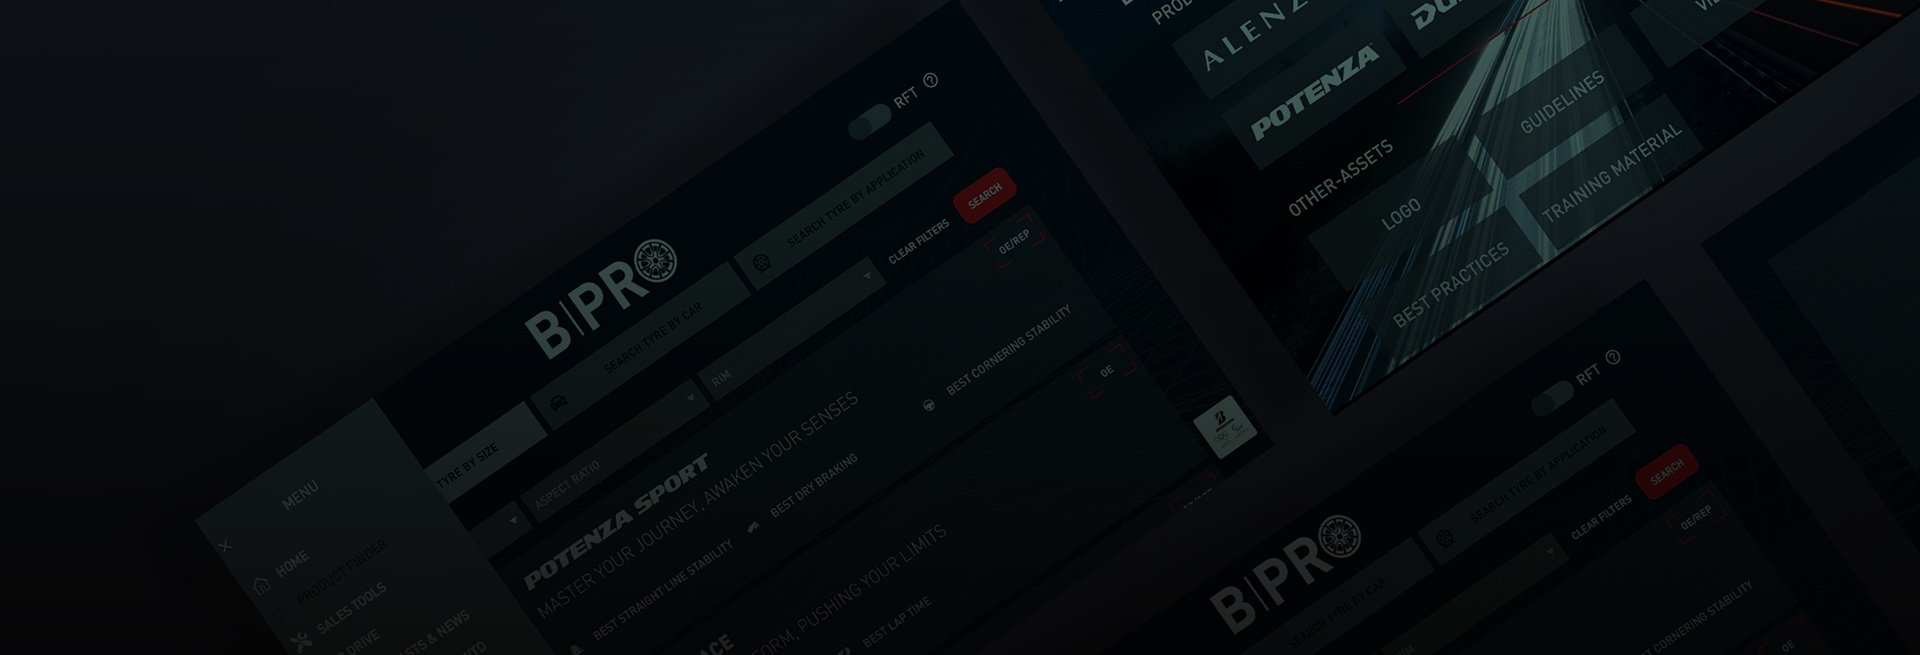 RFT
B|PRO
SEARCH TYRE BY APPLICATION
SEARCH TYRE BY CAR
TYRE BY SIZE
SEARCH
CLEAR FILTERS
RIM
ASPECT RATIO
OE/REP
POTENZA SPORT
MASTER YOUR JOURNEY, AWAKEN YOUR SENSES
BEST STRAIGHT LINE STABILITY
BEST DRY BRAKING
BEST CORNERING STABILITY
OE
PUSHING YOUR LIMITS
BEST LAP TIME
MENU
HOME
PRODUCT FINDER
SALES TOOLS
DRIVE
& NEWS
POTENZA
OTHER-ASSETS
LOGO
GUIDELINES
BEST PRACTICES
TRAINING MATERIAL
RFT
B|PRO
SEARCH TYRE BY APPLICATION
SEARCH TYRE BY CAR
SEARCH
CLEAR FILTERS
OE/REP
CORNERING STABILITY
OE